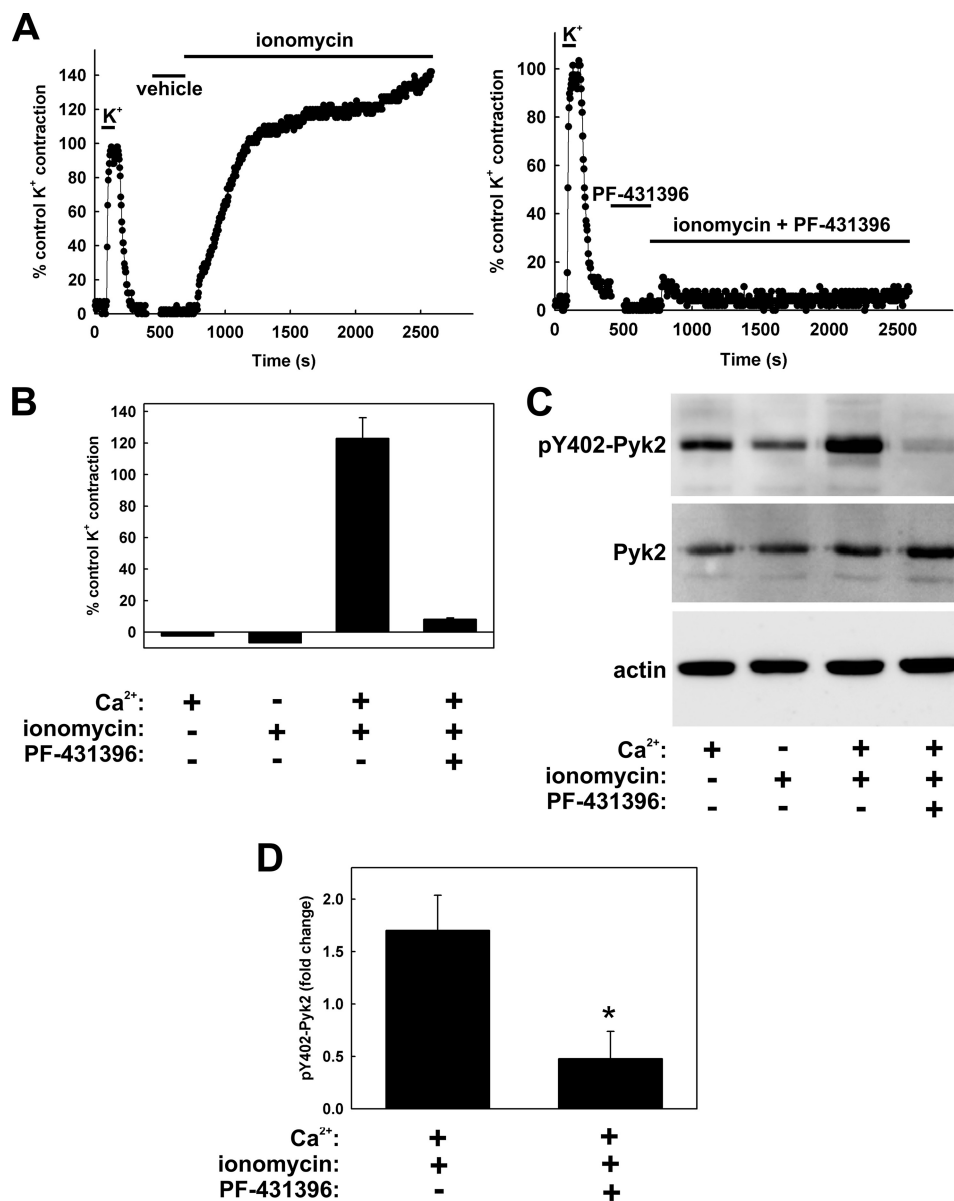 A
ionomycin
vehicle
K⁺
% control K⁺ contraction
140
120
100
80
60
40
20
0
0 500 1000 1500 2000 2500
Time (s)
K⁺
PF-431396
ionomycin + PF-431396
% control K⁺ contraction
100
80
60
40
20
0
0 500 1000 1500 2000 2500
Time (s)
B
% control K⁺ contraction
140
120
100
80
60
40
20
0
Ca²⁺: + - + +
ionomycin: - + + +
PF-431396: - - - +
C
pY402-Pyk2
Pyk2
actin
Ca²⁺: + - + +
ionomycin: - + + +
PF-431396: - - - +
D
pY402-Pyk2 (fold change)
2.0
1.5
1.0
0.5
0.0
*
Ca²⁺: + +
ionomycin: + +
PF-431396: - +